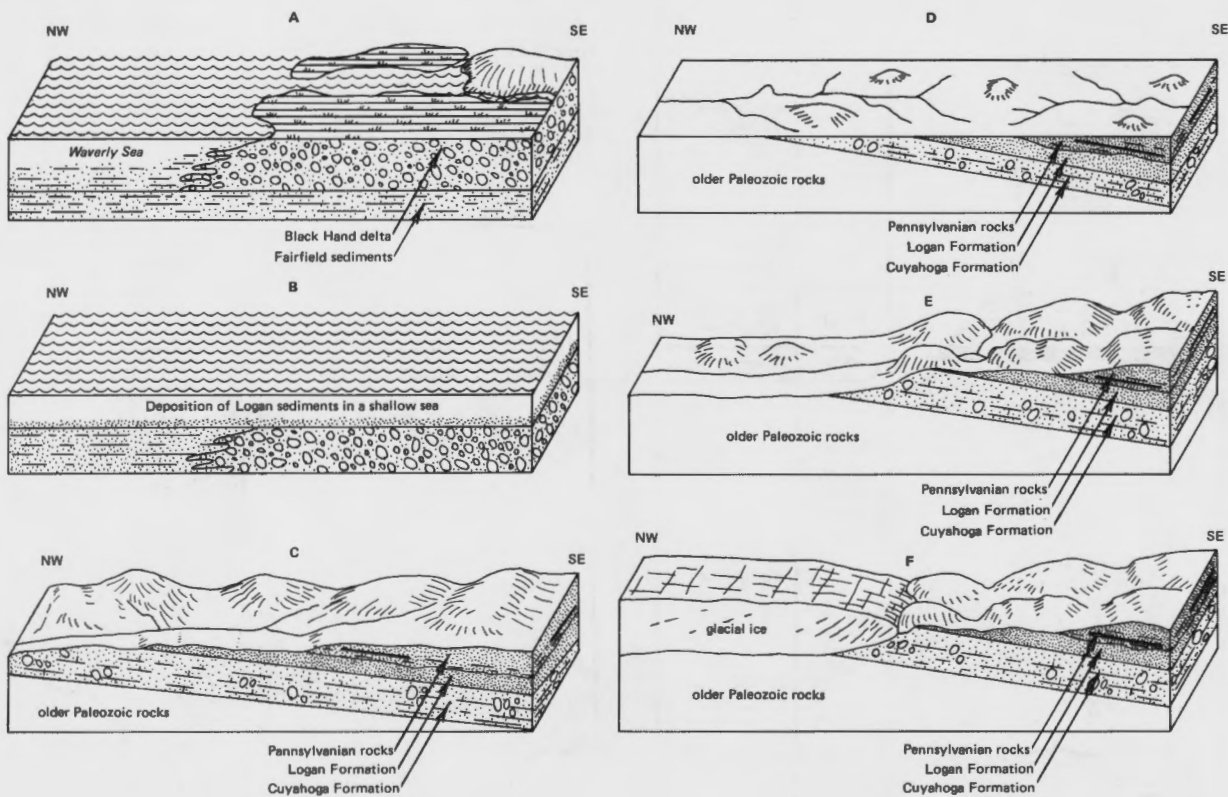 A
NW
SE
Waverly Sea
Black Hand delta
Fairfield sediments
B
NW
SE
Deposition of Logan sediments in a shallow sea
C
NW
SE
older Paleozoic rocks
Pennsylvanian rocks
Logan Formation
Cuyahoga Formation
D
NW
SE
older Paleozoic rocks
Pennsylvanian rocks
Logan Formation
Cuyahoga Formation
E
NW
SE
older Paleozoic rocks
Pennsylvanian rocks
Logan Formation
Cuyahoga Formation
F
NW
SE
glacial ice
older Paleozoic rocks
Pennsylvanian rocks
Logan Formation
Cuyahoga Formation